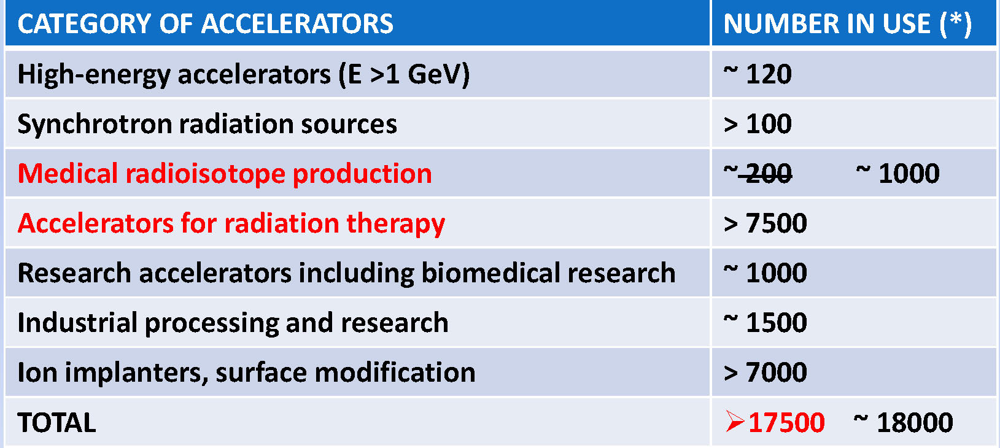 CATEGORY OF ACCELERATORS NUMBER IN USE (*)
High-energy accelerators (E >1 GeV) ~ 120
Synchrotron radiation sources > 100
Medical radioisotope production ~ 200 ~ 1000
Accelerators for radiation therapy > 7500
Research accelerators including biomedical research ~ 1000
Industrial processing and research ~ 1500
Ion implanters, surface modification > 7000
TOTAL ➢17500 ~ 18000